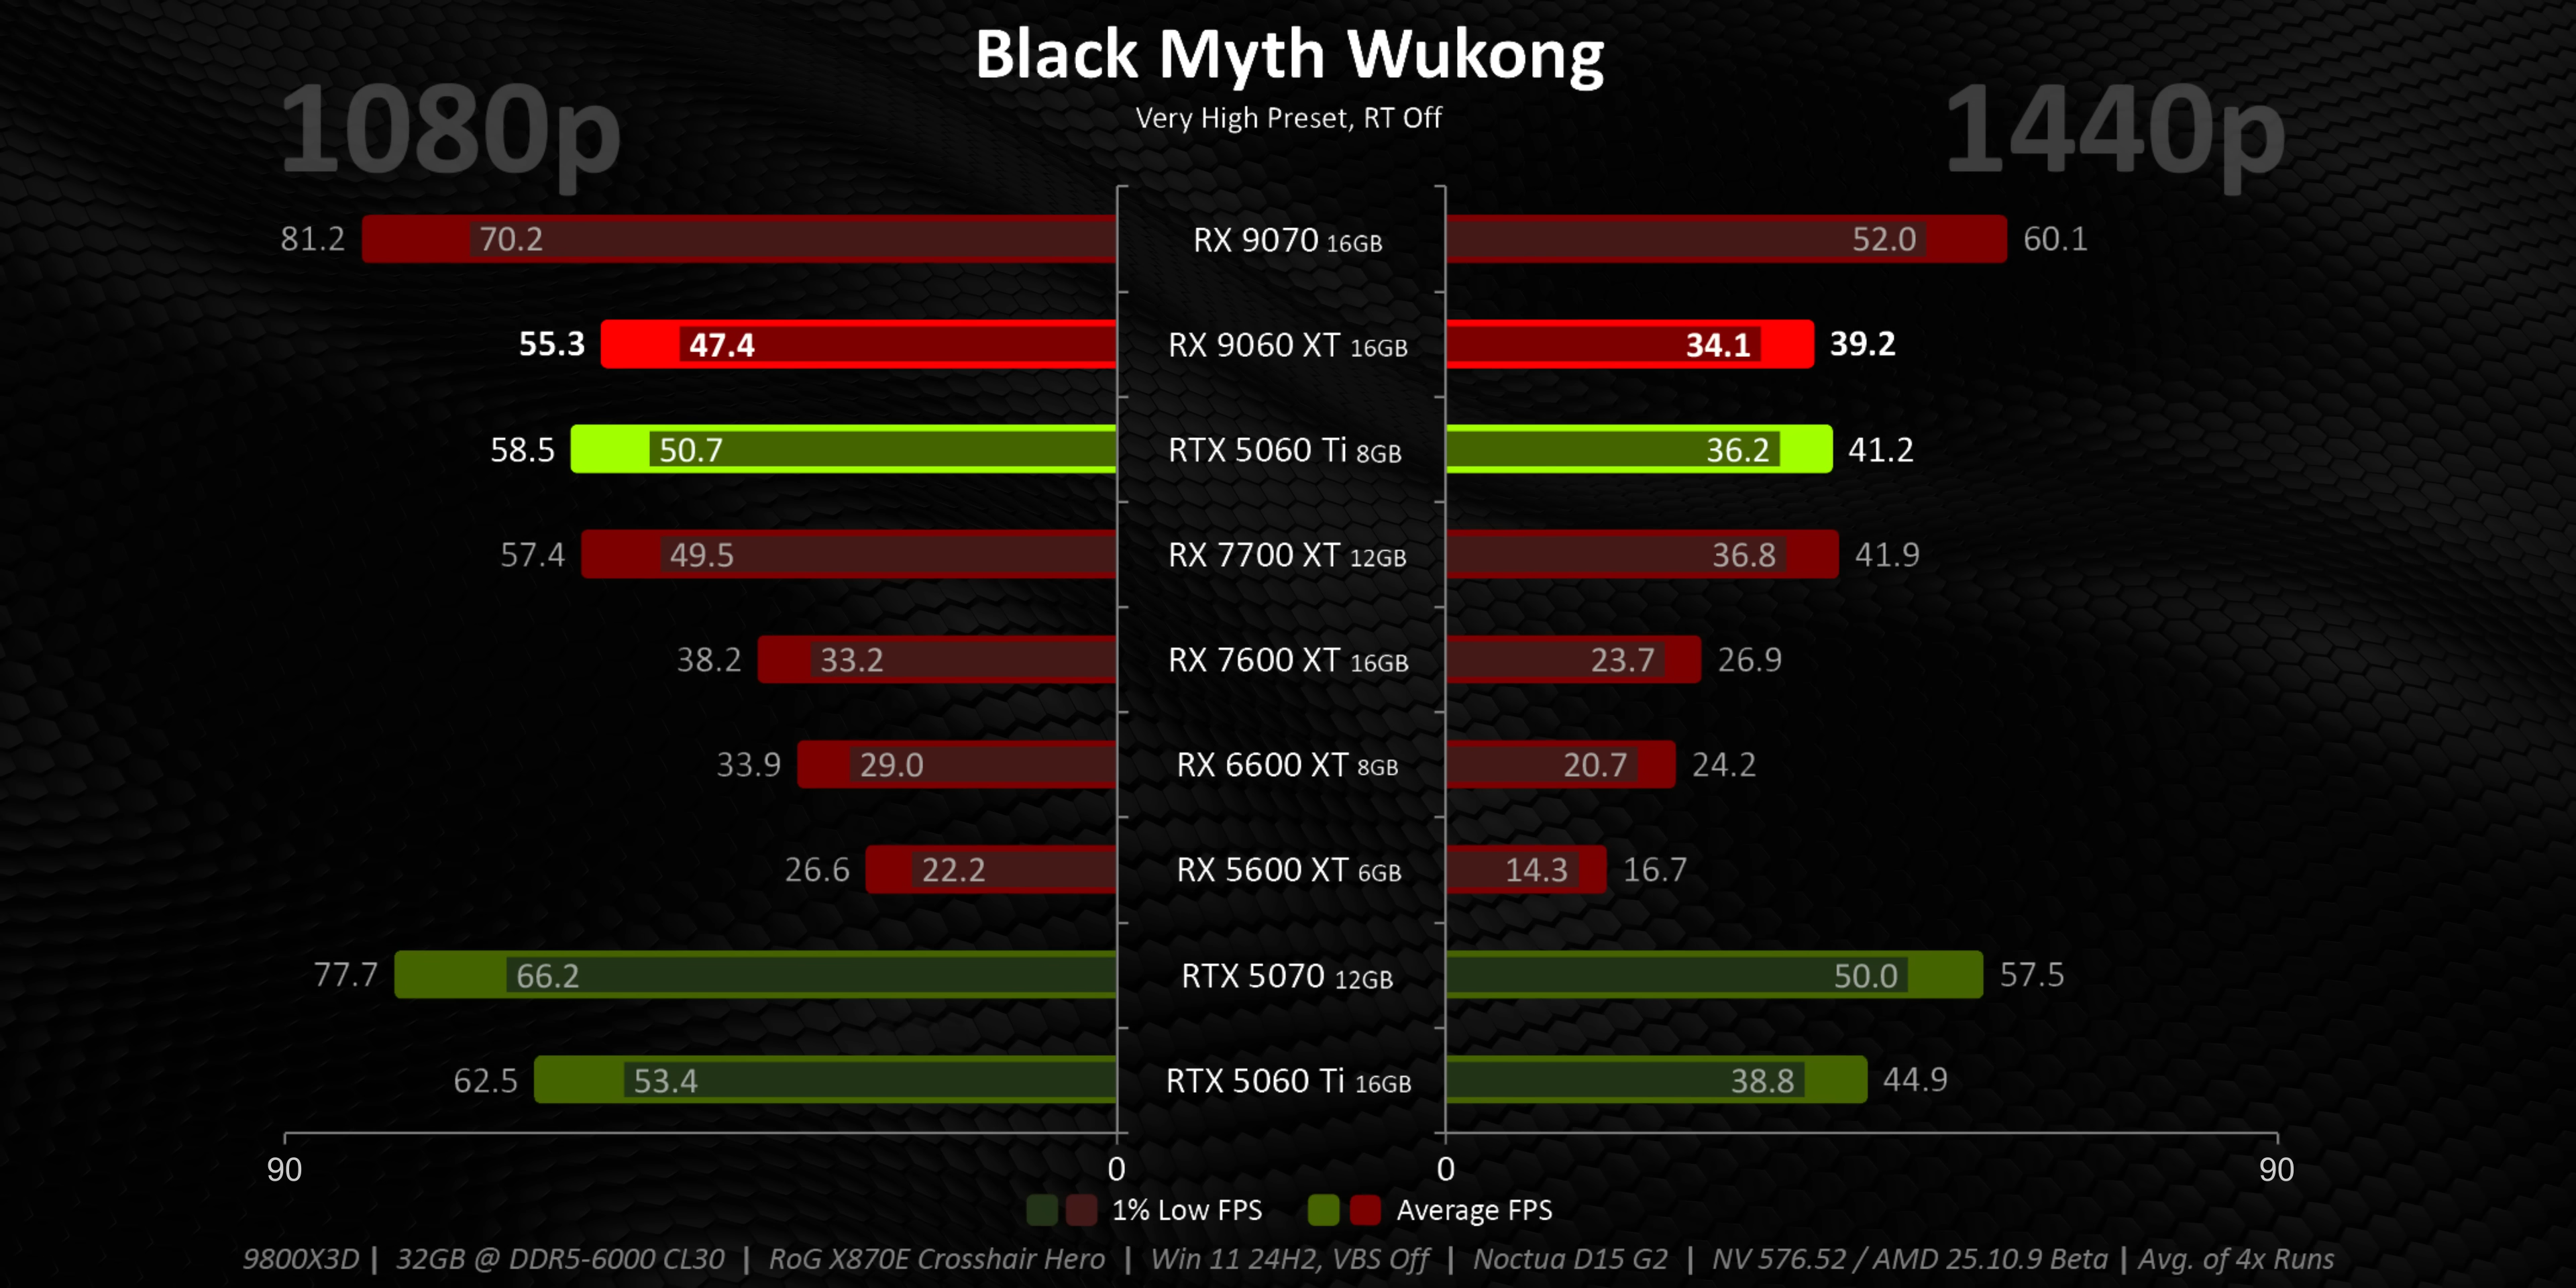 Black Myth Wukong
Very High Preset, RT Off
1080p 1440p
81.2 70.2 RX 9070 16GB 52.0 60.1
55.3 47.4 RX 9060 XT 16GB 34.1 39.2
58.5 50.7 RTX 5060 Ti 8GB 36.2 41.2
57.4 49.5 RX 7700 XT 12GB 36.8 41.9
38.2 33.2 RX 7600 XT 16GB 23.7 26.9
33.9 29.0 RX 6600 XT 8GB 20.7 24.2
26.6 22.2 RX 5600 XT 6GB 14.3 16.7
77.7 66.2 RTX 5070 12GB 50.0 57.5
62.5 53.4 RTX 5060 Ti 16GB 38.8 44.9
90 0 0 90
1% Low FPS Average FPS
9800X3D | 32GB @ DDR5-6000 CL30 | RoG X870E Crosshair Hero | Win 11 24H2, VBS Off | Noctua D15 G2 | NV 576.52 / AMD 25.10.9 Beta | Avg. of 4x Runs